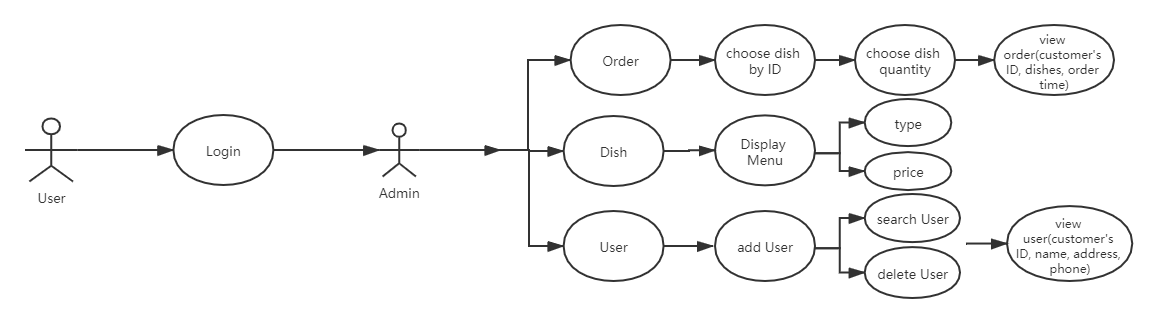 User
Login
Admin
Order
choose dish
by ID
choose dish
quantity
view
order(customer's
ID, dishes, order
time)
Dish
Display
Menu
type
price
User
add User
search User
delete User
view
user(customer's
ID, name, address,
phone)